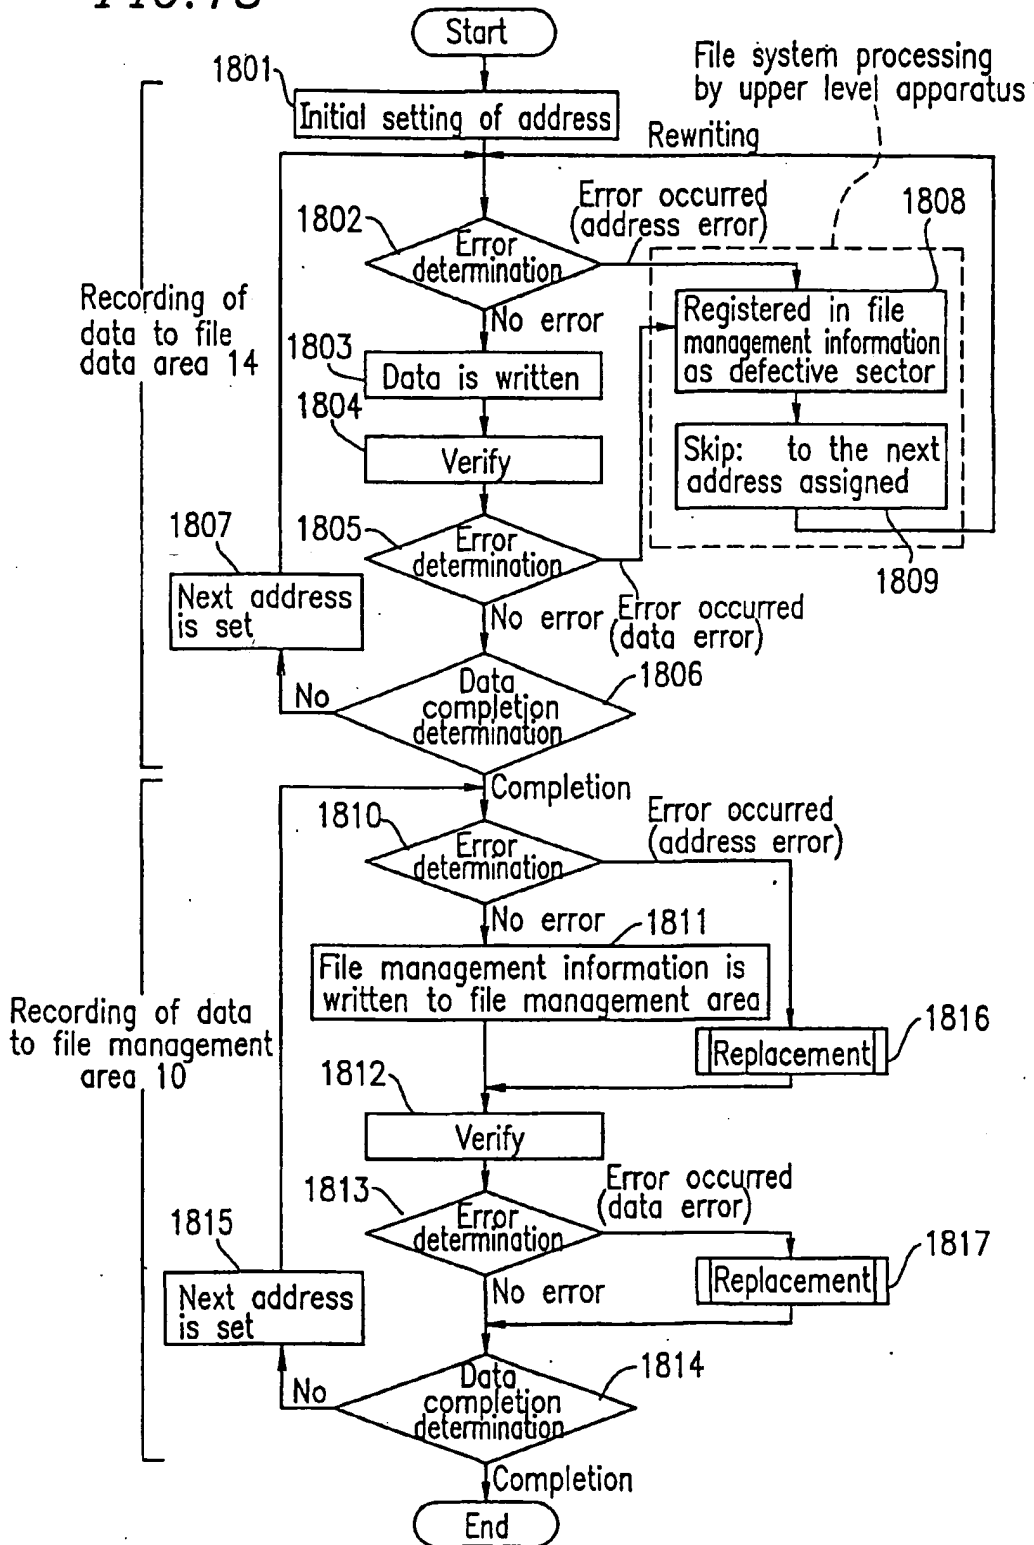 Start
1801
Initial setting of address
File system processing
by upper level apparatus
Rewriting
Error occurred
(address error)
1802
Error
determination
1808
Recording of
data to file
data area 14
No error
Registered in file
management information
as defective sector
1803
Data is written
1804
Verify
Skip: to the next
address assigned
1805
Error
determination
1809
1807
Next address
is set
No error
Error occurred
(data error)
1806
Data
completion
determination
No
Completion
1810
Error
determination
Error occurred
(address error)
No error
1811
File management information is
written to file management area
Recording of data
to file management
area 10
1816
Replacement
1812
Verify
1813
Error
determination
Error occurred
(data error)
1815
Next address
is set
No error
1817
Replacement
1814
Data
completion
determination
No
Completion
End